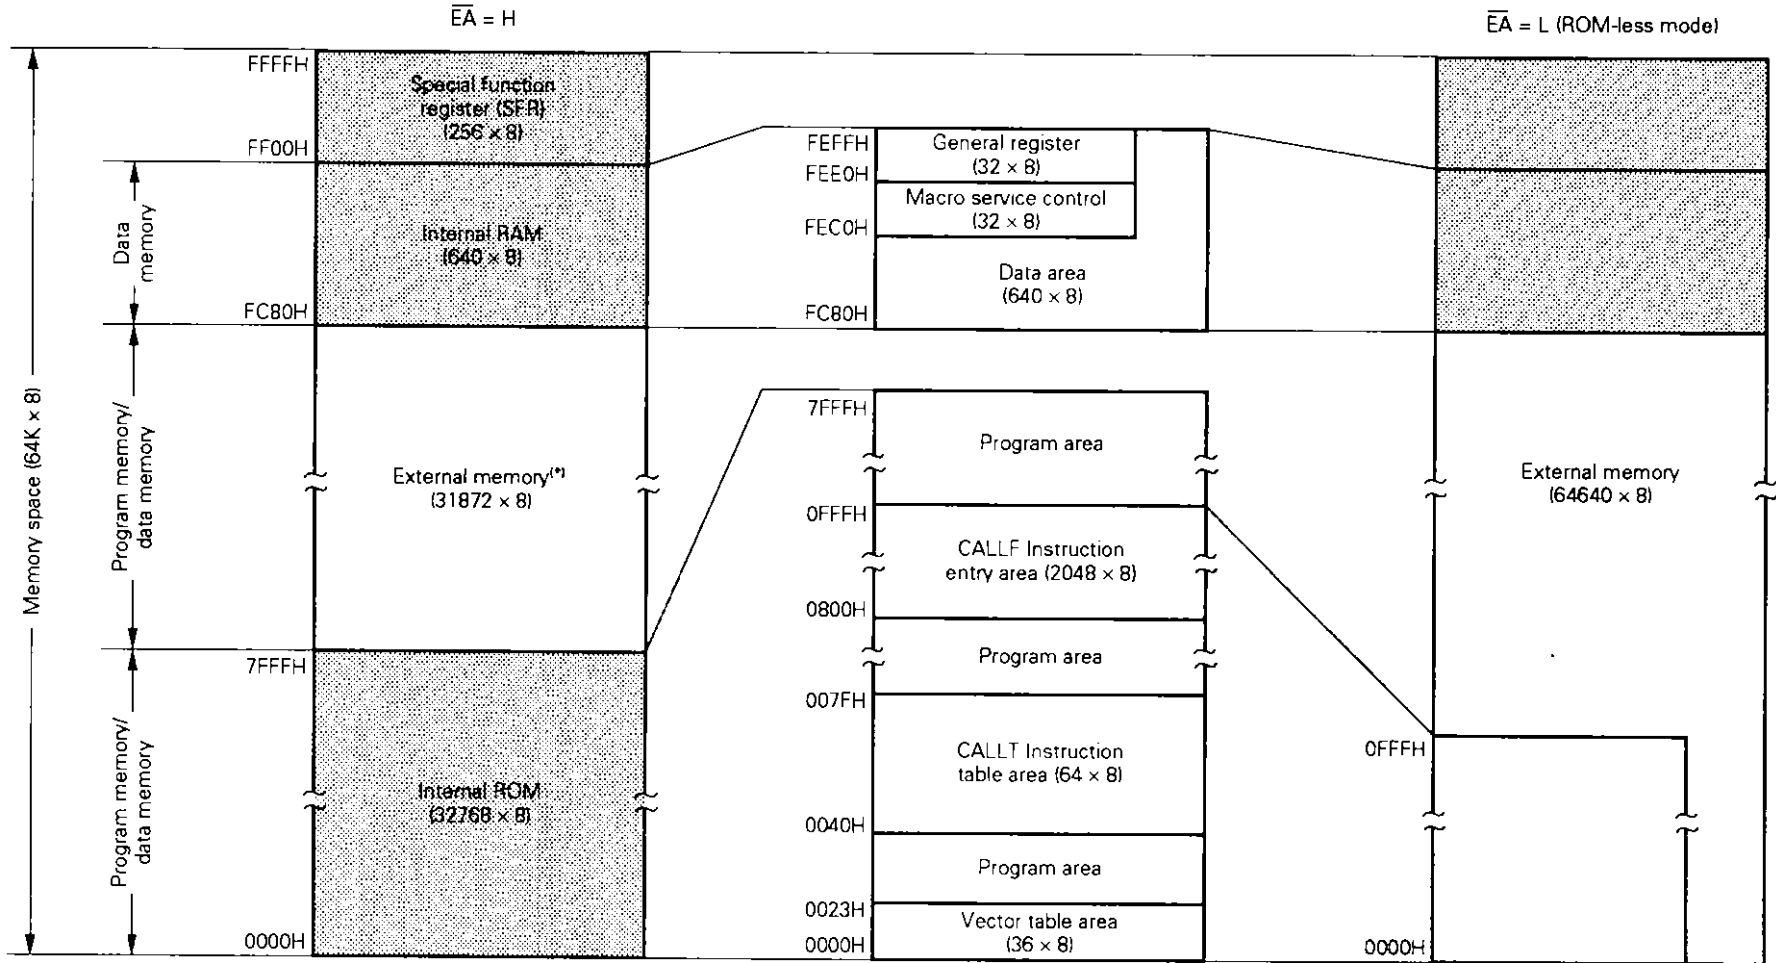 EA = H
EA = L (ROM-less mode)
Memory space (64K × 8)
Data
memory
Program memory/
data memory
Program memory/
data memory
FFFFH
Special function
register (SFR)
(256 × 8)
FF00H
Internal RAM
(640 × 8)
FC80H
External memory(*)
(31872 × 8)
7FFFH
Internal ROM
(32768 × 8)
0000H
FEFFH
General register
(32 × 8)
FEE0H
Macro service control
(32 × 8)
FEC0H
Data area
(640 × 8)
FC80H
7FFFH
Program area
0FFFH
CALLF Instruction
entry area (2048 × 8)
0800H
Program area
007FH
CALLT Instruction
table area (64 × 8)
0040H
Program area
0023H
Vector table area
(36 × 8)
0000H
External memory
(64640 × 8)
0FFFH
0000H